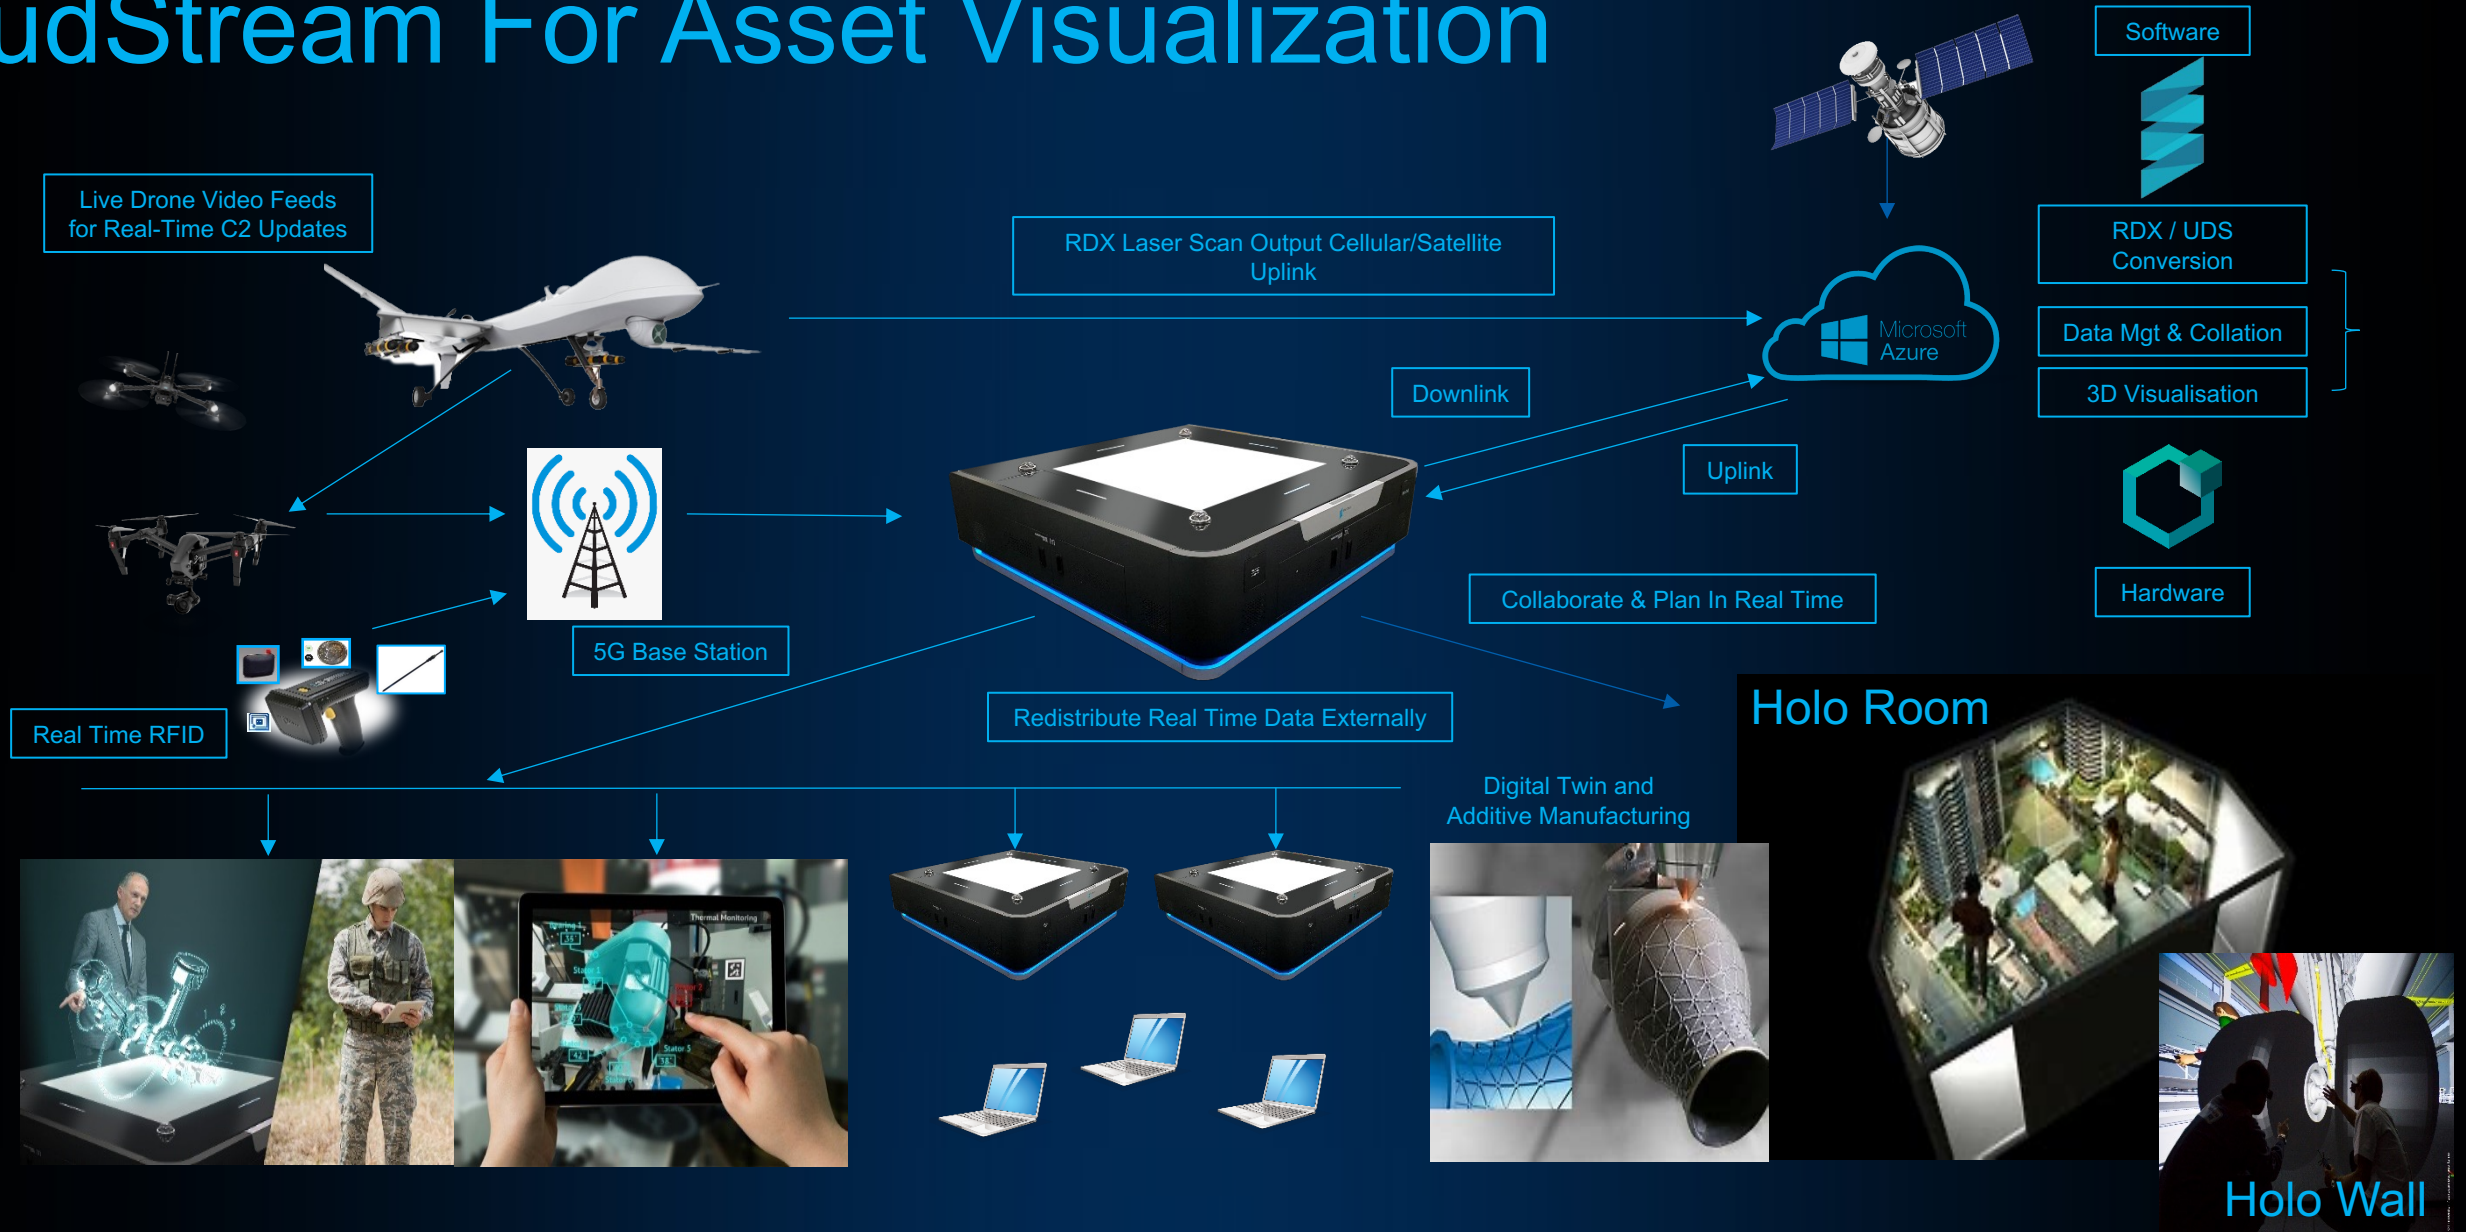 udStream For Asset Visualization
Software
Live Drone Video Feeds
for Real-Time C2 Updates
RDX Laser Scan Output Cellular/Satellite
Uplink
RDX / UDS
Conversion
Microsoft
Azure
Data Mgt & Collation
Downlink
3D Visualisation
Uplink
Collaborate & Plan In Real Time
Hardware
5G Base Station
Real Time RFID
Redistribute Real Time Data Externally
Holo Room
Digital Twin and
Additive Manufacturing
Thermal Monitoring
Stator 5
Holo Wall